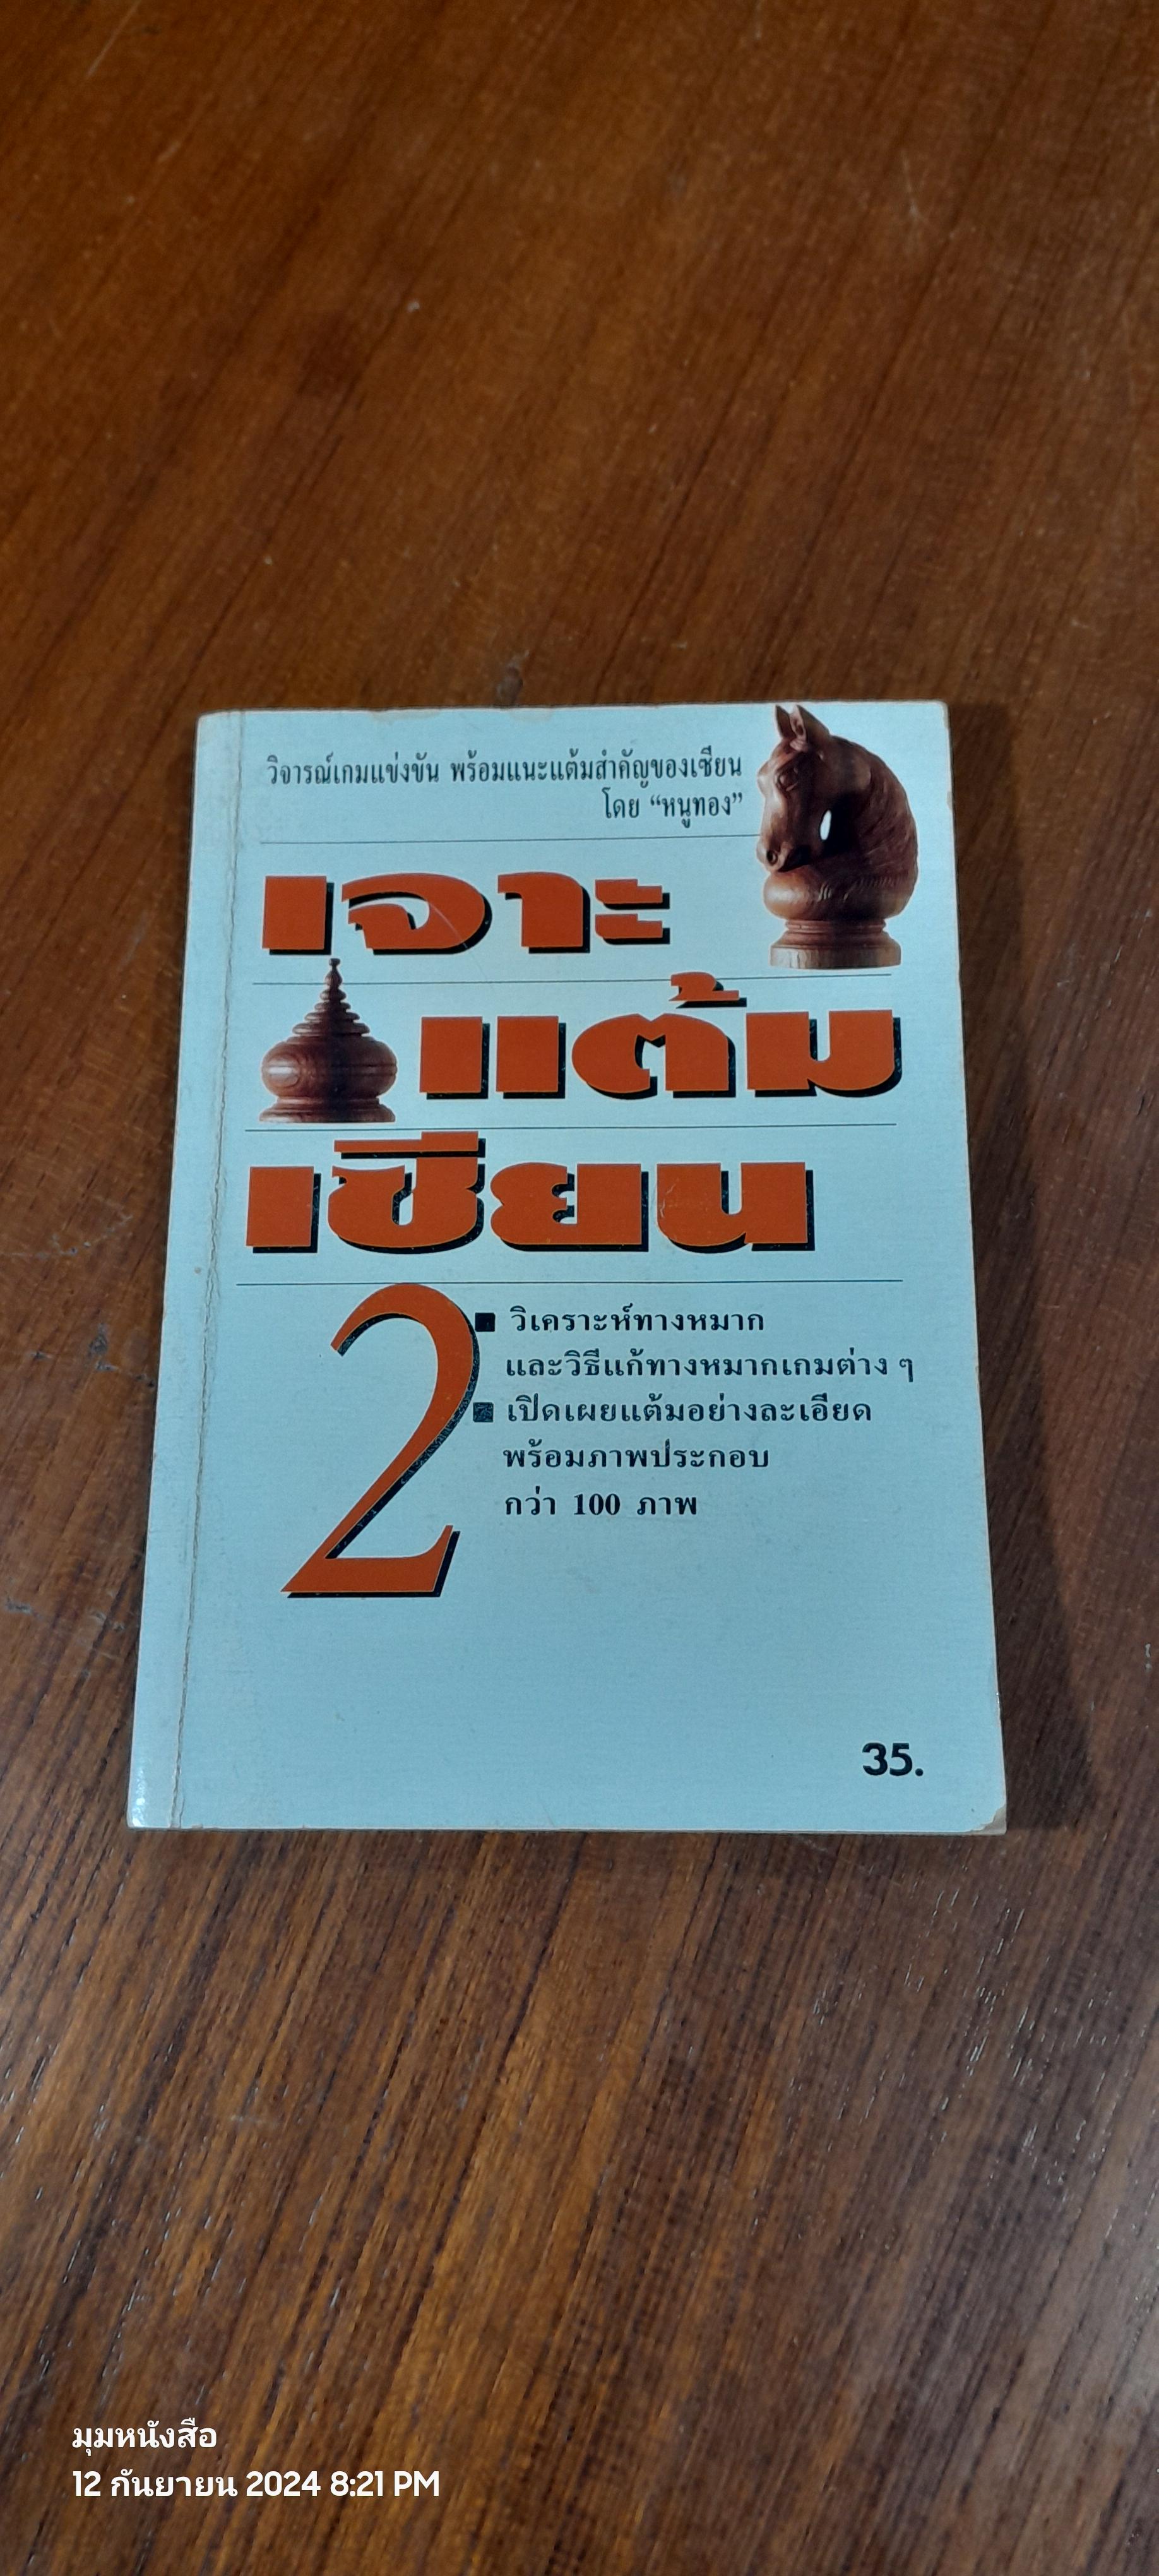 วิจารณ์เกมแข่งขัน พร้อมแนะแต้มสำคัญของเซียน
โดย “หนูทอง”
เจาะ
แต้ม
เซียน
2
■ วิเคราะห์ทางหมาก
และวิธีแก้ทางหมากเกมต่าง ๆ
■ เปิดเผยแต้มอย่างละเอียด
พร้อมภาพประกอบ
กว่า 100 ภาพ
35.
มุมหนังสือ
12 กันยายน 2024 8:21 PM